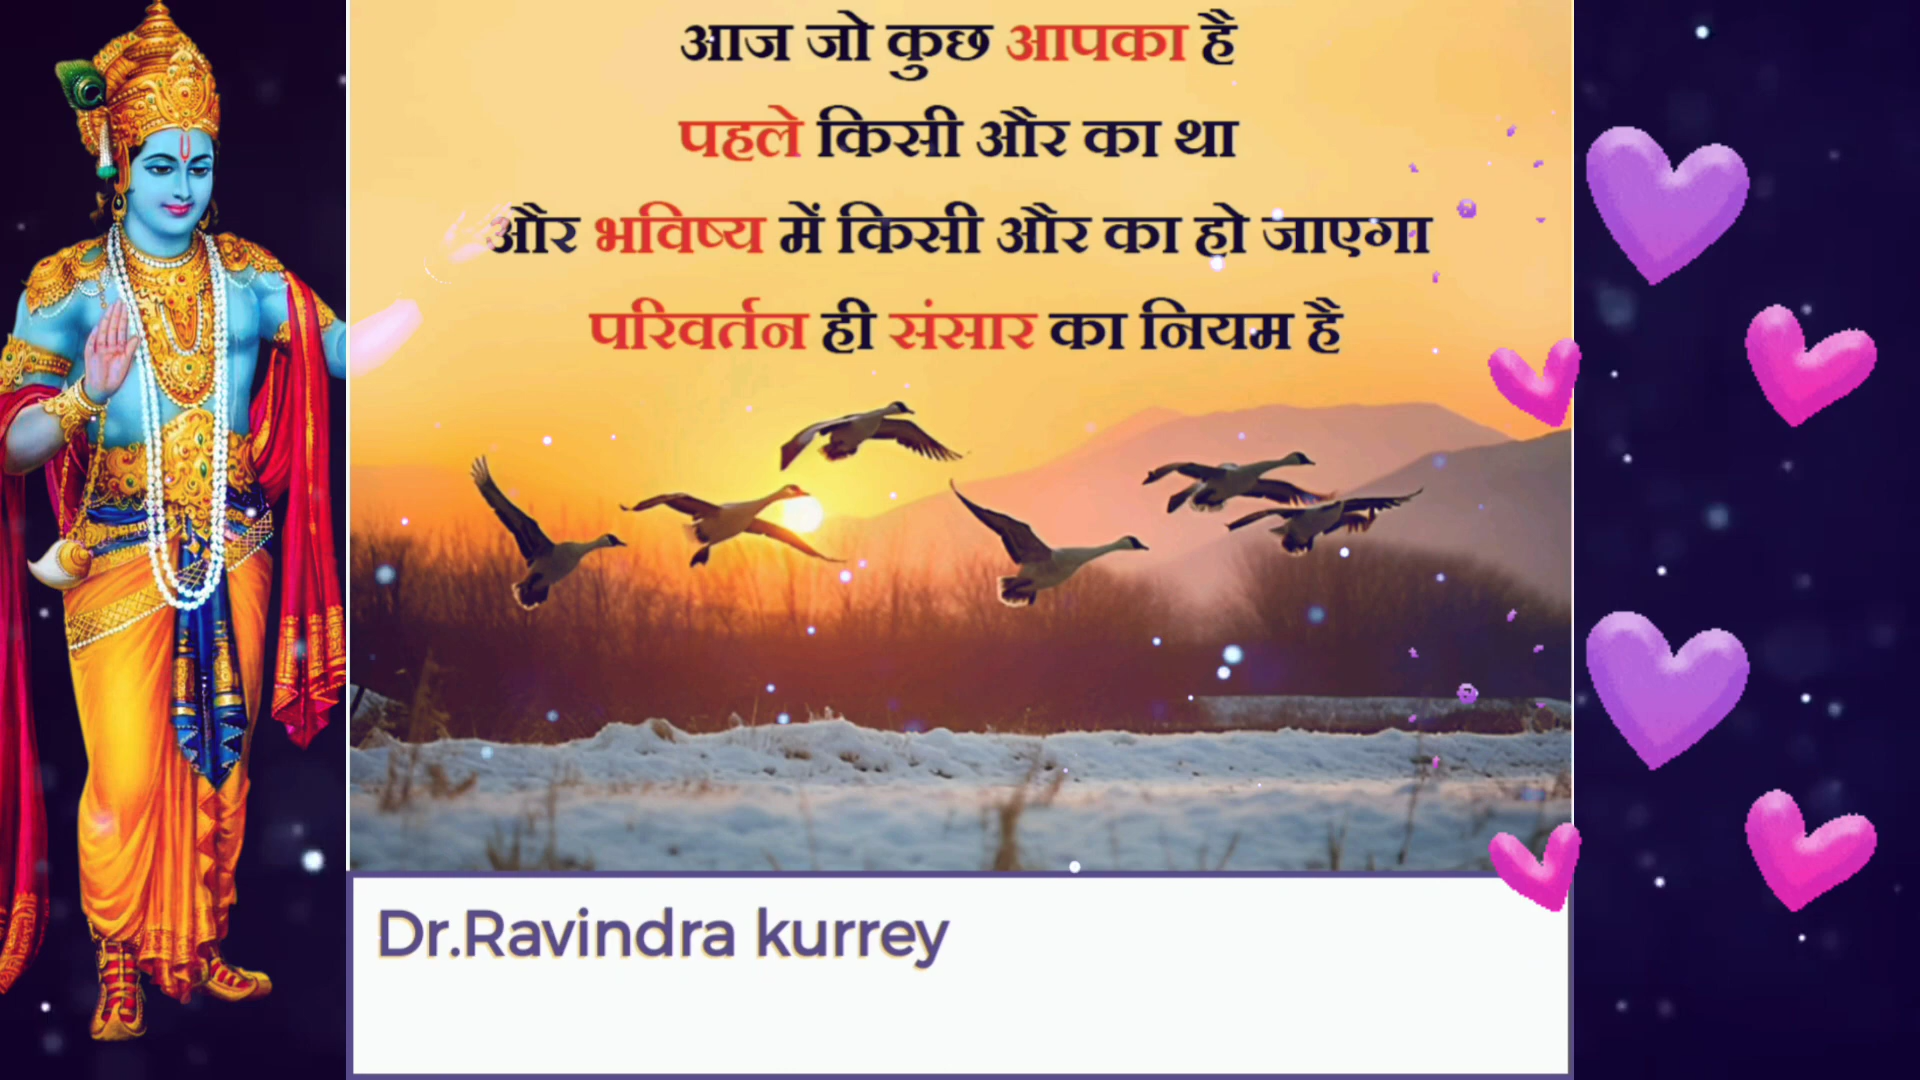 आज जो कुछ आपका है
पहले किसी और का था
और भविष्य में किसी और का हो जाएगा
परिवर्तन ही संसार का नियम है
Dr.Ravindra kurrey